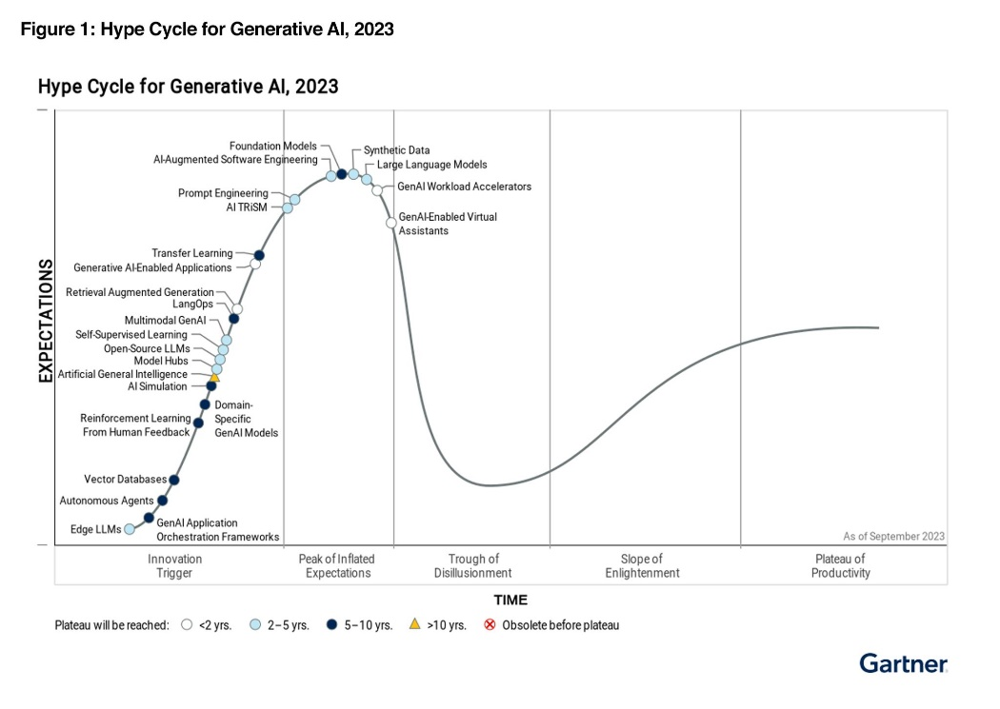 Figure 1: Hype Cycle for Generative AI, 2023
Hype Cycle for Generative AI, 2023
EXPECTATIONS
Foundation Models
AI-Augmented Software Engineering
Synthetic Data
Large Language Models
GenAI Workload Accelerators
Prompt Engineering
AI TRiSM
GenAI-Enabled Virtual
Assistants
Transfer Learning
Generative AI-Enabled Applications
Retrieval Augmented Generation
LangOps
Multimodal GenAI
Self-Supervised Learning
Open-Source LLMs
Model Hubs
Artificial General Intelligence
AI Simulation
Domain-
Specific
GenAI Models
Reinforcement Learning
From Human Feedback
Vector Databases
Autonomous Agents
Edge LLMs
GenAI Application
Orchestration Frameworks
As of September 2023
Innovation
Trigger
Peak of Inflated
Expectations
Trough of
Disillusionment
Slope of
Enlightenment
Plateau of
Productivity
TIME
Plateau will be reached: <2 yrs. 2–5 yrs. 5–10 yrs. >10 yrs. Obsolete before plateau
Gartner